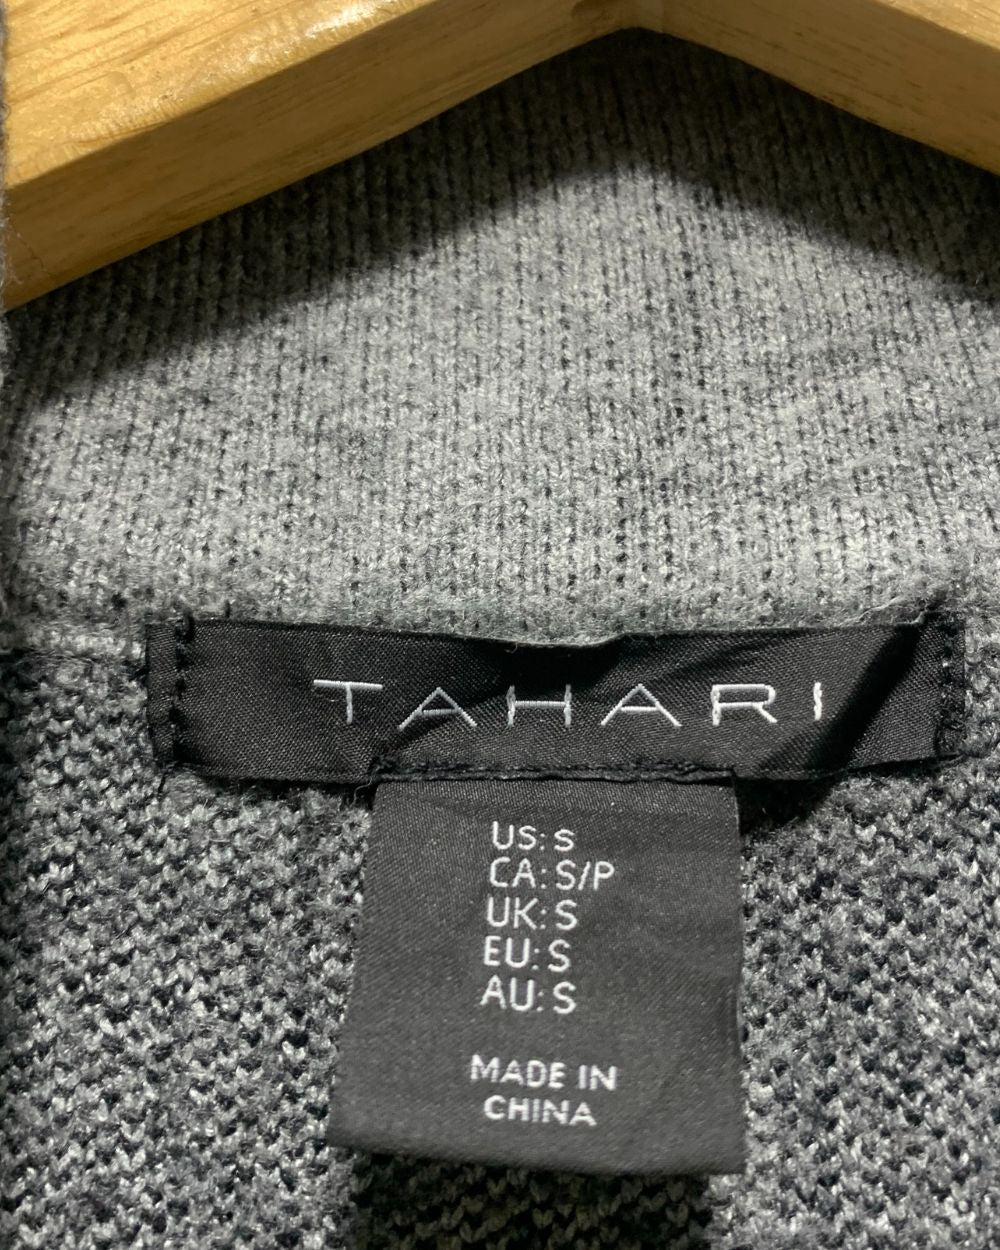 TAHARI
US: S
CA: S/P
UK: S
EU: S
AU: S
MADE IN
CHINA